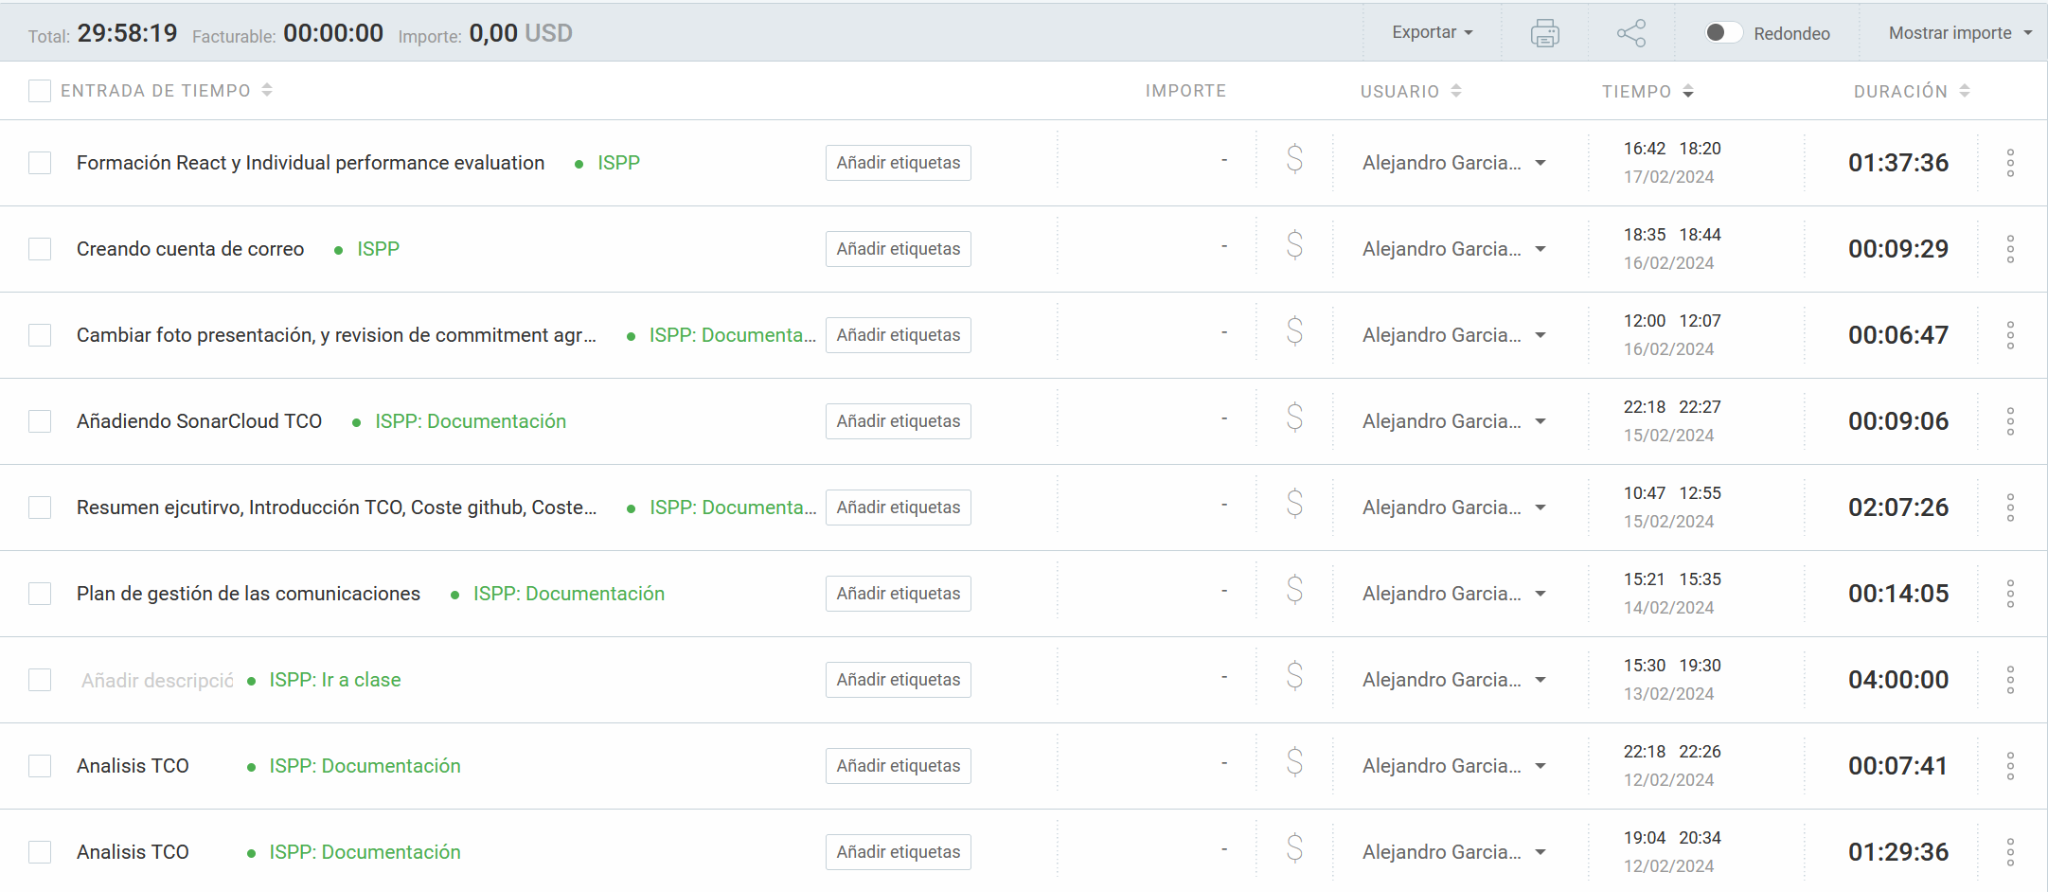 Total: 29:58:19 Facturable: 00:00:00 Importe: 0,00 USD Exportar Redondeo Mostrar importe
ENTRADA DE TIEMPO IMPORTE USUARIO TIEMPO DURACIÓN
Formación React y Individual performance evaluation ISPP Añadir etiquetas - $ Alejandro Garcia... 16:42 18:20 01:37:36
17/02/2024
Creando cuenta de correo ISPP Añadir etiquetas - $ Alejandro Garcia... 18:35 18:44 00:09:29
16/02/2024
Cambiar foto presentación, y revision de commitment agr... ISPP: Documenta... Añadir etiquetas - $ Alejandro Garcia... 12:00 12:07 00:06:47
16/02/2024
Añadiendo SonarCloud TCO ISPP: Documentación Añadir etiquetas - $ Alejandro Garcia... 22:18 22:27 00:09:06
15/02/2024
Resumen ejcutirvo, Introducción TCO, Coste github, Coste... ISPP: Documenta... Añadir etiquetas - $ Alejandro Garcia... 10:47 12:55 02:07:26
15/02/2024
Plan de gestión de las comunicaciones ISPP: Documentación Añadir etiquetas - $ Alejandro Garcia... 15:21 15:35 00:14:05
14/02/2024
Añadir descripció ISPP: Ir a clase Añadir etiquetas - $ Alejandro Garcia... 15:30 19:30 04:00:00
13/02/2024
Analisis TCO ISPP: Documentación Añadir etiquetas - $ Alejandro Garcia... 22:18 22:26 00:07:41
12/02/2024
Analisis TCO ISPP: Documentación Añadir etiquetas - $ Alejandro Garcia... 19:04 20:34 01:29:36
12/02/2024